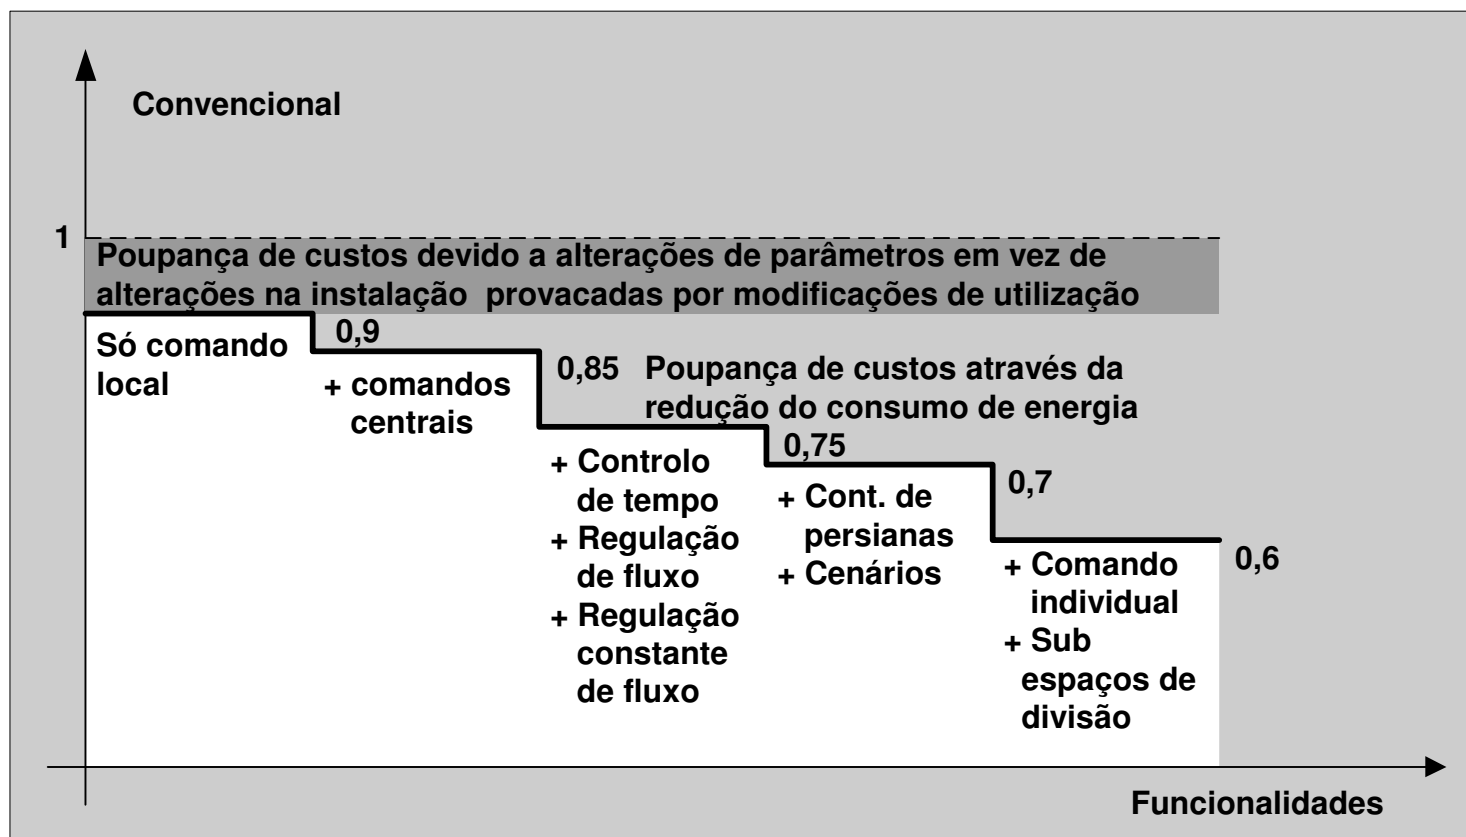 Convencional
1
Poupança de custos devido a alterações de parâmetros em vez de
alterações na instalação provacadas por modificações de utilização
Só comando
local
0,9
+ comandos
centrais
0,85
Poupança de custos através da
redução do consumo de energia
+ Controlo
de tempo
+ Regulação
de fluxo
+ Regulação
constante
de fluxo
0,75
+ Cont. de
persianas
+ Cenários
0,7
+ Comando
individual
+ Sub
espaços de
divisão
0,6
Funcionalidades